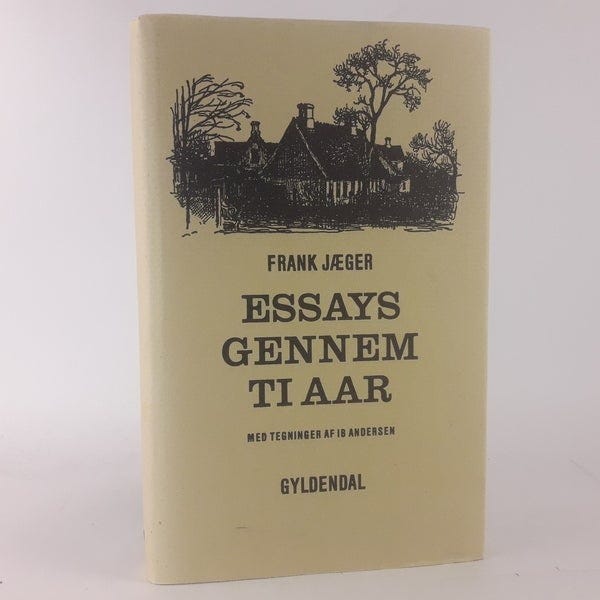 FRANK JÆGER
ESSAYS
GENNEM
TI AAR
MED TEGNINGER AF IB ANDERSEN
GYLDENDAL